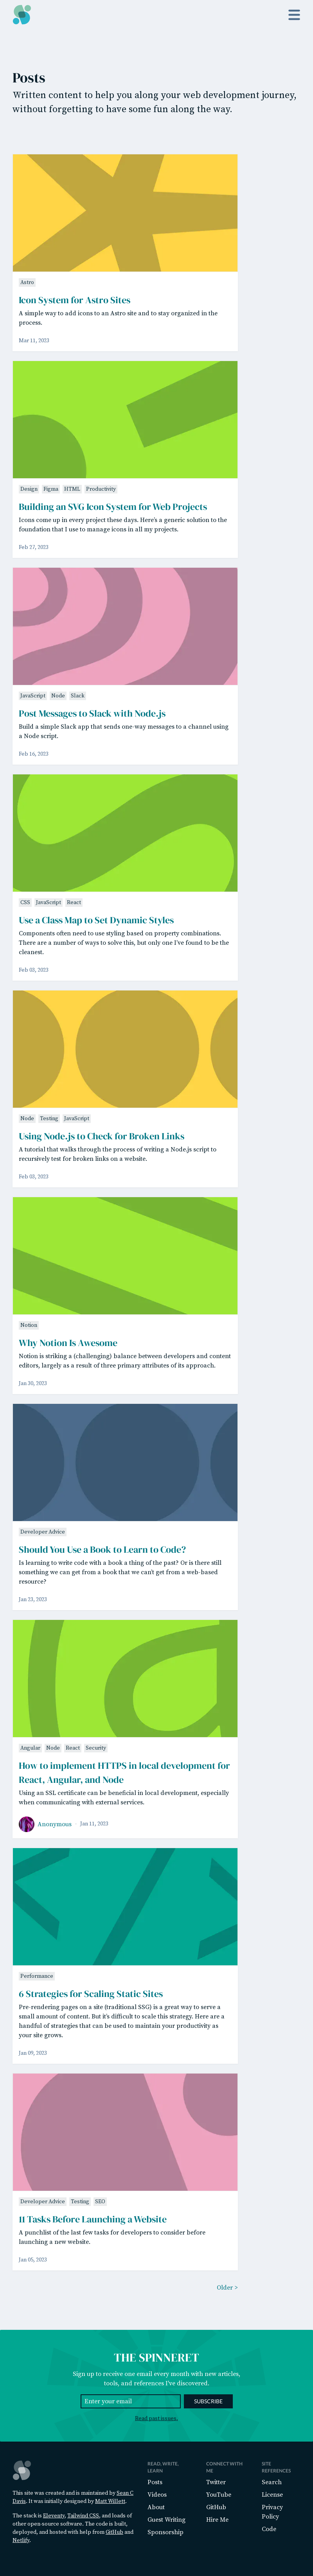 Posts
Written content to help you along your web development journey,
without forgetting to have some fun along the way.
Astro
Icon System for Astro Sites
A simple way to add icons to an Astro site and to stay organized in the
process.
Mar 11, 2023
Design Figma HTML Productivity
Building an SVG Icon System for Web Projects
Icons come up in every project these days. Here's a generic solution to the
foundation that I use to manage icons in all my projects.
Feb 27, 2023
JavaScript Node Slack
Post Messages to Slack with Node.js
Build a simple Slack app that sends one-way messages to a channel using
a Node script.
Feb 16, 2023
CSS JavaScript React
Use a Class Map to Set Dynamic Styles
Components often need to use styling based on property combinations.
There are a number of ways to solve this, but only one I've found to be the
cleanest.
Feb 08, 2023
Node Testing JavaScript
Using Node.js to Check for Broken Links
A tutorial that walks through the process of writing a Node.js script to
recursively test for broken links on a website.
Feb 03, 2023
Notion
Why Notion Is Awesome
Notion is striking a (challenging) balance between developers and content
editors, largely as a result of three primary attributes of its approach.
Jan 30, 2023
Developer Advice
Should You Use a Book to Learn to Code?
Is learning to write code with a book a thing of the past? Or is there still
something we can get from a book that we can't get from a web-based
resource?
Jan 23, 2023
Angular Node React Security
How to implement HTTPS in local development for
React, Angular, and Node
Using an SSL certificate can be beneficial in local development, especially
when communicating with external services.
Anonymous Jan 11, 2023
Performance
6 Strategies for Scaling Static Sites
Pre-rendering pages on a site (traditional SSG) is a great way to serve a
small amount of content. But it's difficult to scale this strategy. Here are a
handful of strategies that can be used to maintain your productivity as
your site grows.
Jan 09, 2023
Developer Advice Testing SEO
11 Tasks Before Launching a Website
A punchlist of the last few tasks for developers to consider before
launching a new website.
Jan 05, 2023
Older >
THE SPINNERET
Sign up to receive one email every month with new articles,
tools, and references I've discovered.
Enter your email SUBSCRIBE
Read past issues.
This site was created and is maintained by Sean C
Davis. It was initially designed by Matt Willett.
The stack is Eleventy, Tailwind CSS, and loads of
other open source software. The code is built,
deployed, and hosted with help from GitHub and
Netlify.
READ, WRITE,
LEARN
Posts
Videos
About
Guest Writing
Sponsorship
CONNECT WITH
ME
Twitter
YouTube
GitHub
Hire Me
SITE
REFERENCES
Search
License
Privacy
Policy
Code